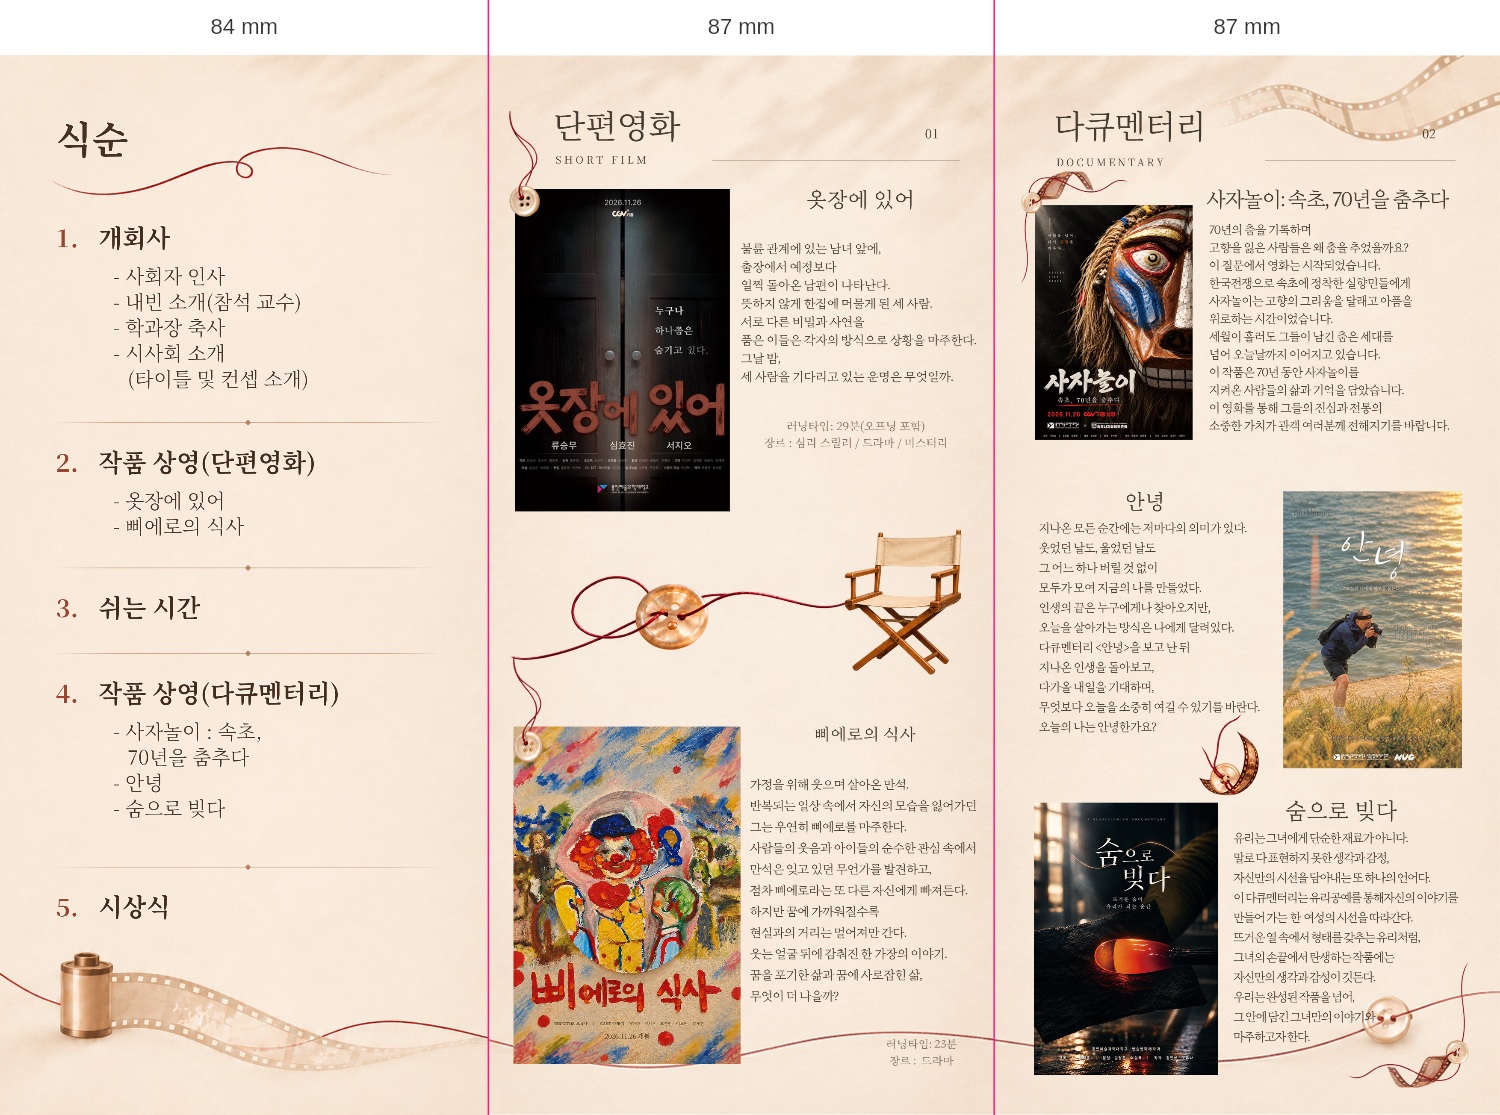 84 mm
87 mm
87 mm
식순
1. 개회사
- 사회자 인사
- 내빈 소개(참석 교수)
- 학과장 축사
- 시사회 소개
(타이틀 및 컨셉 소개)
2. 작품 상영(단편영화)
- 옷장에 있어
- 삐에로의 식사
3. 쉬는 시간
4. 작품 상영(다큐멘터리)
- 사자놀이 : 속초,
70년을 춤추다
- 안녕
- 숨으로 빚다
5. 시상식
단편영화
01
SHORT FILM
2026.11.26
CGV
누구나
하나쯤은
숨기고 있다.
옷장에 있어
류승무 심효진 서지오
옷장에 있어
불륜 관계에 있는 남녀 앞에,
출장에서 예정보다
일찍 돌아온 남편이 나타난다.
뜻하지 않게 한집에 머물게 된 세 사람.
서로 다른 비밀과 사연을
품은 이들은 각자의 방식으로 상황을 마주한다.
그날 밤,
세 사람을 기다리고 있는 운명은 무엇일까.
러닝타임: 29분(오프닝 포함)
장르 : 심리 스릴러 / 드라마 / 미스터리
삐에로의 식사
2026.11.26 개봉
삐에로의 식사
가정을 위해 웃으며 살아온 만석.
반복되는 일상 속에서 자신의 모습을 잃어가던
그는 우연히 삐에로를 마주한다.
사람들의 웃음과 아이들의 순수한 관심 속에서
만석은 잊고 있던 무언가를 발견하고,
점차 삐에로라는 또 다른 자신에게 빠져든다.
하지만 꿈에 가까워질수록
현실과의 거리는 멀어져만 간다.
웃는 얼굴 뒤에 감춰진 한 가장의 이야기.
꿈을 포기한 삶과 꿈에 사로잡힌 삶,
무엇이 더 나을까?
러닝타임: 23분
장르 : 드라마
다큐멘터리
02
DOCUMENTARY
사자놀이
속초, 70년을 춤추다
2026.11.26 CGV
사자놀이: 속초, 70년을 춤추다
70년의 춤을 기록하며
고향을 잃은 사람들은 왜 춤을 추었을까요?
이 질문에서 영화는 시작되었습니다.
한국전쟁으로 속초에 정착한 실향민들에게
사자놀이는 고향의 그리움을 달래고 아픔을
위로하는 시간이었습니다.
세월이 흘러도 그들이 남긴 춤은 세대를
넘어 오늘날까지 이어지고 있습니다.
이 작품은 70년 동안 사자놀이를
지켜온 사람들의 삶과 기억을 담았습니다.
이 영화를 통해 그들의 진심과 전통의
소중한 가치가 관객 여러분께 전해지기를 바랍니다.
안녕
지나온 모든 순간에는 저마다의 의미가 있다.
웃었던 날도, 울었던 날도
그 어느 하나 버릴 것 없이
모두가 모여 지금의 나를 만들었다.
인생의 끝은 누구에게나 찾아오지만,
오늘을 살아가는 방식은 나에게 달려있다.
다큐멘터리 <안녕>을 보고 난 뒤
지나온 인생을 돌아보고,
다가올 내일을 기대하며,
무엇보다 오늘을 소중히 여길 수 있기를 바란다.
오늘의 나는 안녕한가요?
안녕
HUG
숨으로
빚다
뜨거운 숨이
유리가 되는 순간
숨으로 빚다
유리는 그녀에게 단순한 재료가 아니다.
말로 다 표현하지 못한 생각과 감정,
자신만의 시선을 담아내는 또 하나의 언어다.
이 다큐멘터리는 유리공예를 통해자신의 이야기를
만들어 가는 한 여성의 시선을 따라간다.
뜨거운 열 속에서 형태를 갖추는 유리처럼,
그녀의 손끝에서 탄생하는 작품에는
자신만의 생각과 감성이 깃든다.
우리는 완성된 작품을 넘어,
그 안에 담긴 그녀만의 이야기와
마주하고자 한다.